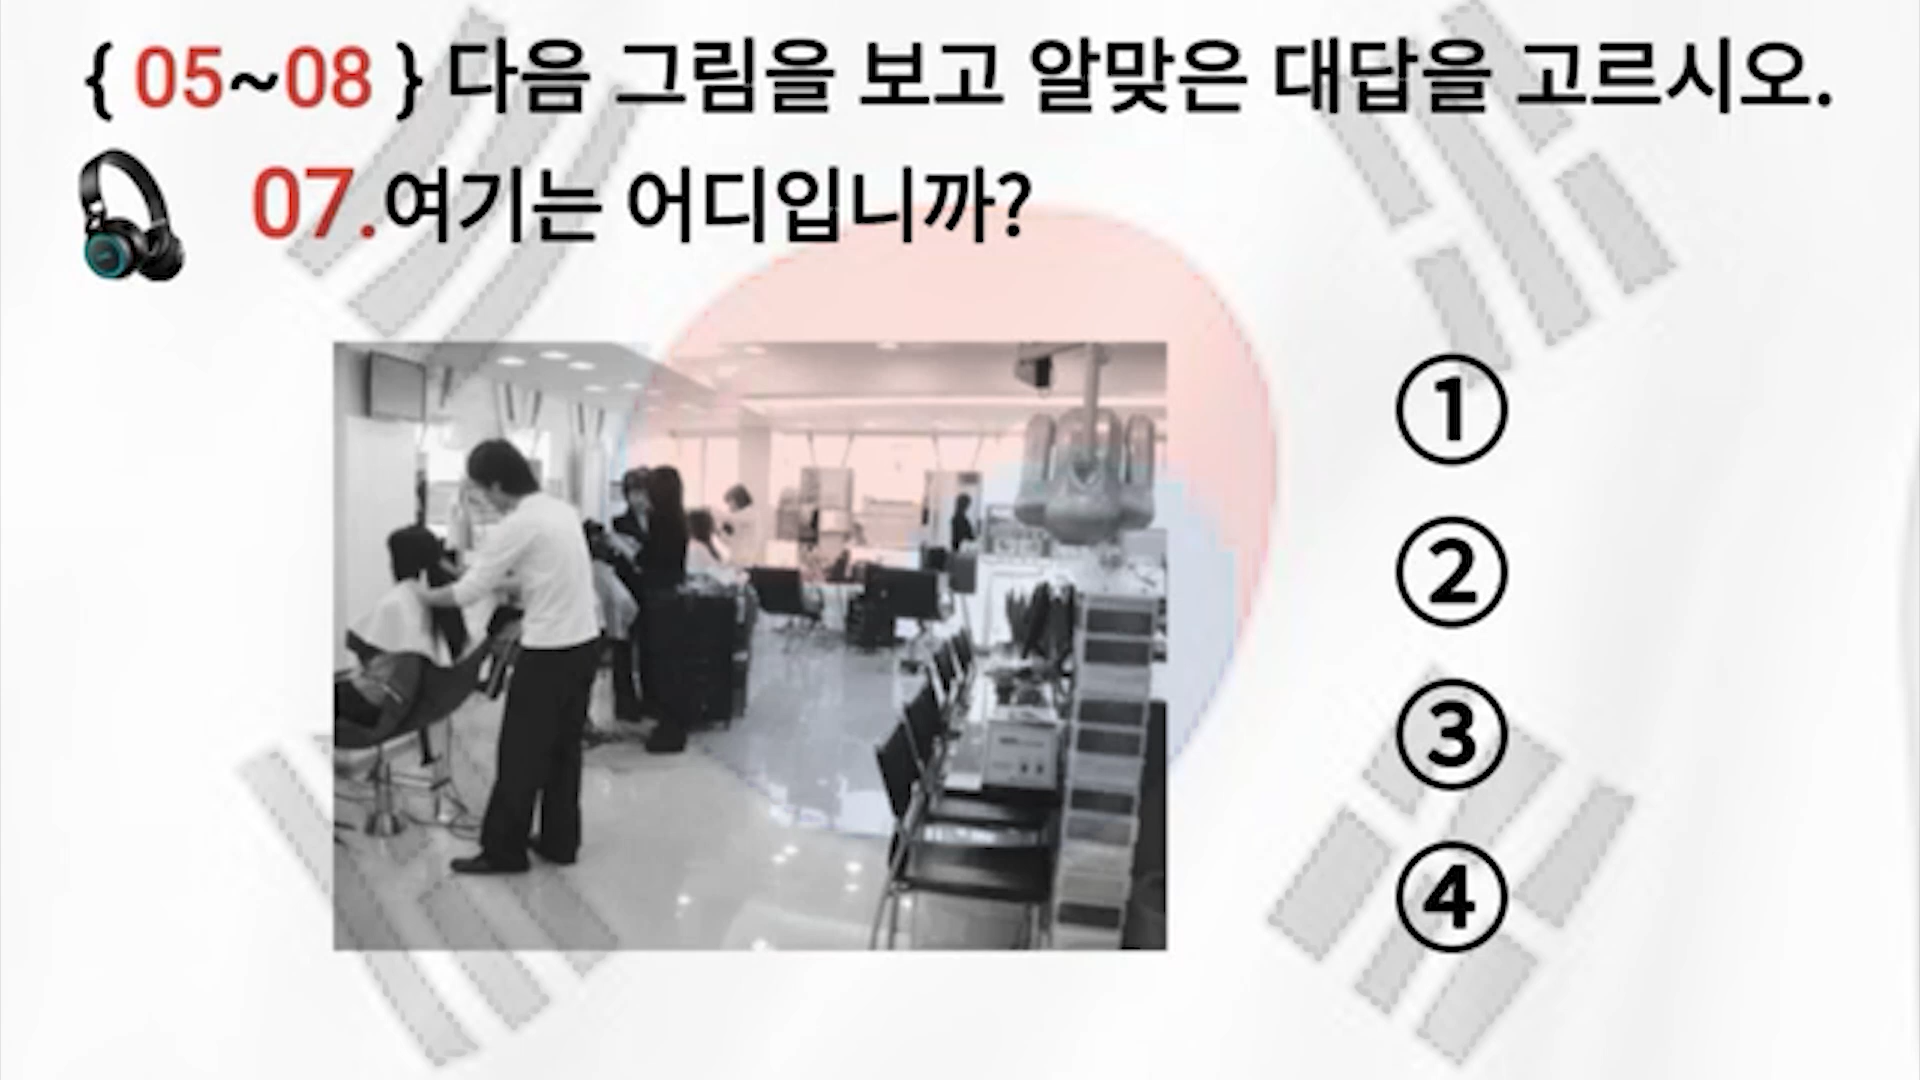 { 05~08 } 다음 그림을 보고 알맞은 대답을 고르시오.
07.여기는 어디입니까?
①
②
③
④